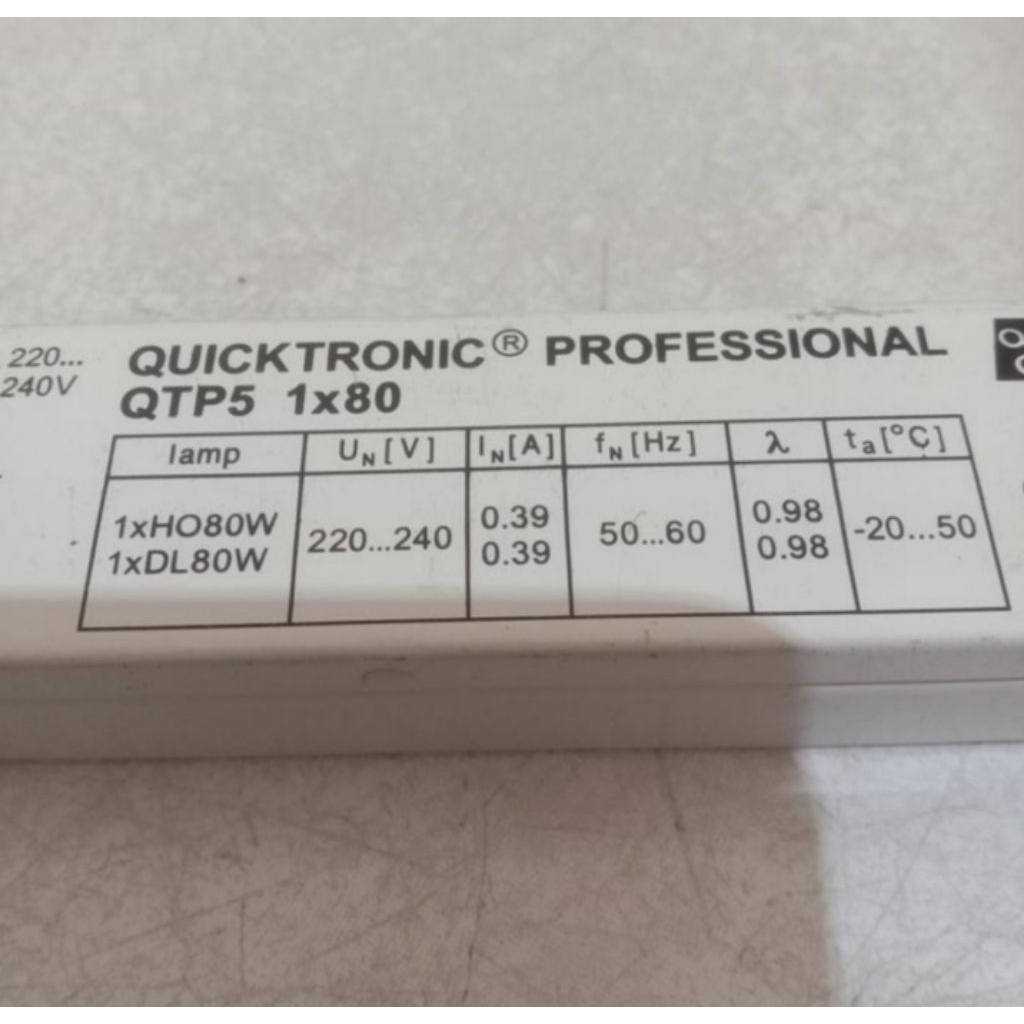 220...
240V
QUICKTRONIC® PROFESSIONAL
QTP5 1x80
lamp U_N [V] I_N [A] f_N [Hz] λ t_a [°C]
1xHO80W 220...240 0.39 50...60 0.98 -20...50
1xDL80W 0.39 0.98